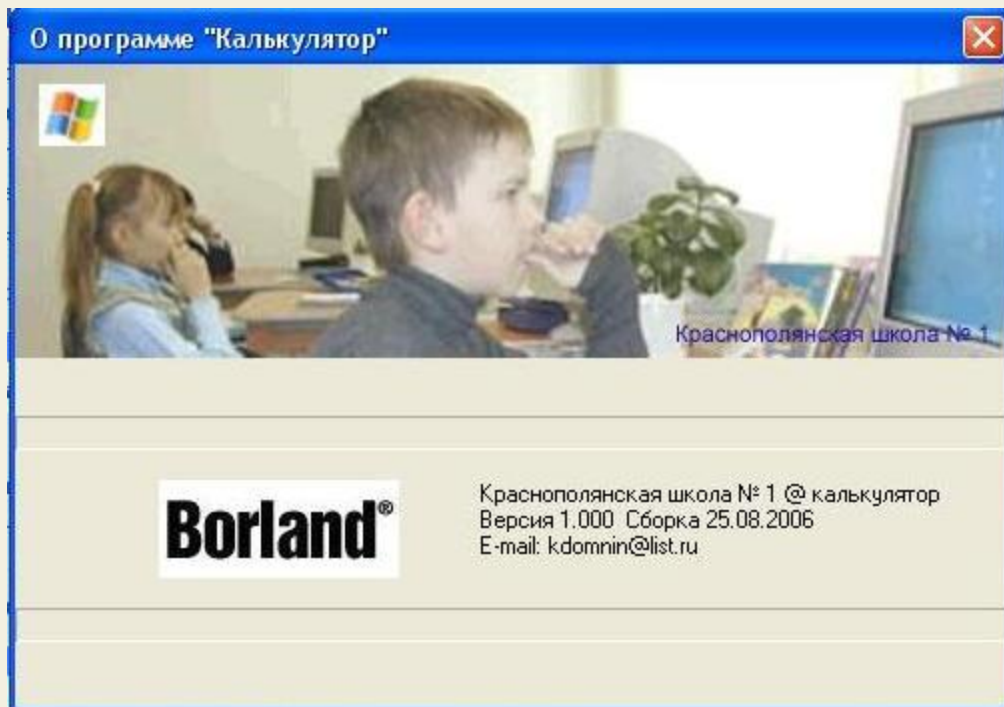 О программе "Калькулятор"
Краснополянская школа № 1
Borland®
Краснополянская школа № 1 @ калькулятор
Версия 1.000 Сборка 25.08.2006
E-mail: kdomnin@list.ru